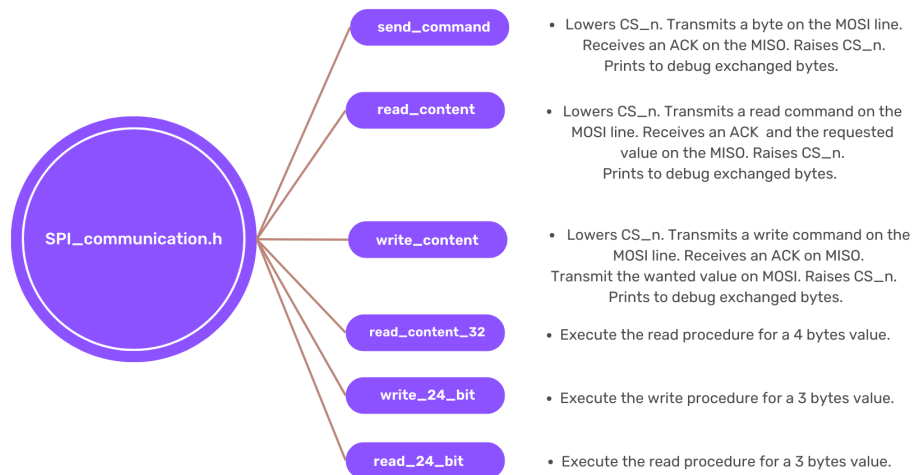 SPI_communication.h
send_command
• Lowers CS_n. Transmits a byte on the MOSI line.
Receives an ACK on the MISO. Raises CS_n.
Prints to debug exchanged bytes.
read_content
• Lowers CS_n. Transmits a read command on the
MOSI line. Receives an ACK and the requested
value on the MISO. Raises CS_n.
Prints to debug exchanged bytes.
write_content
• Lowers CS_n. Transmits a write command on the
MOSI line. Receives an ACK on MISO.
Transmit the wanted value on MOSI. Raises CS_n.
Prints to debug exchanged bytes.
read_content_32
• Execute the read procedure for a 4 bytes value.
write_24_bit
• Execute the write procedure for a 3 bytes value.
read_24_bit
• Execute the read procedure for a 3 bytes value.